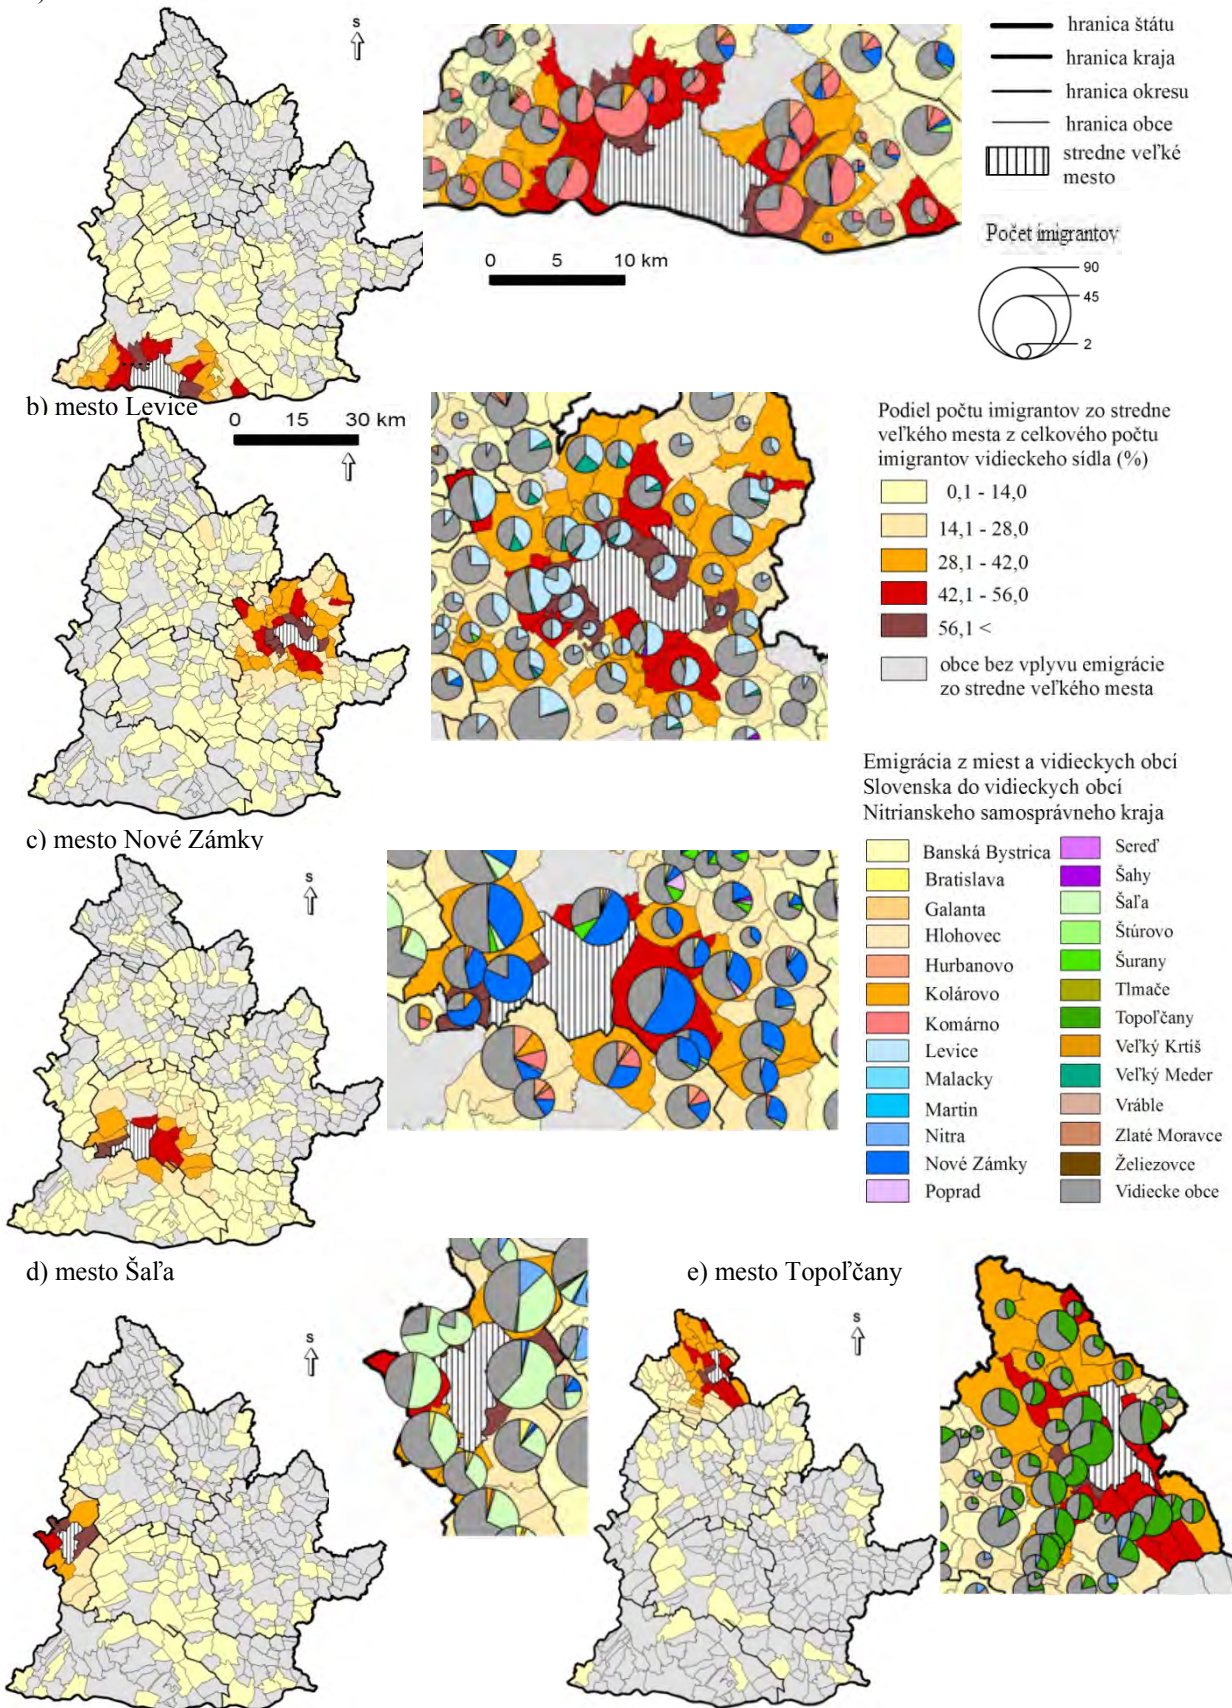 S
hranica štátu
hranica kraja
hranica okresu
hranica obce
stredne veľké
mesto
0 5 10 km
Počet imigrantov
90
45
2
b) mesto Levice
0 15 30 km
Podiel počtu imigrantov zo stredne
veľkého mesta z celkového počtu
imigrantov vidieckeho sídla (%)
0,1 - 14,0
14,1 - 28,0
28,1 - 42,0
42,1 - 56,0
56,1 <
obce bez vplyvu emigrácie
zo stredne veľkého mesta
Emigrácia z miest a vidieckych obcí
Slovenska do vidieckych obcí
Nitrianskeho samosprávneho kraja
Banská Bystrica
Bratislava
Galanta
Hlohovec
Hurbanovo
Kolárovo
Komárno
Levice
Malacky
Martin
Nitra
Nové Zámky
Poprad
Sereď
Šahy
Šaľa
Štúrovo
Šurany
Tlmače
Topoľčany
Veľký Krtíš
Veľký Meder
Vráble
Zlaté Moravce
Želiezovce
Vidiecke obce
c) mesto Nové Zámky
S
d) mesto Šaľa
S
e) mesto Topoľčany
S